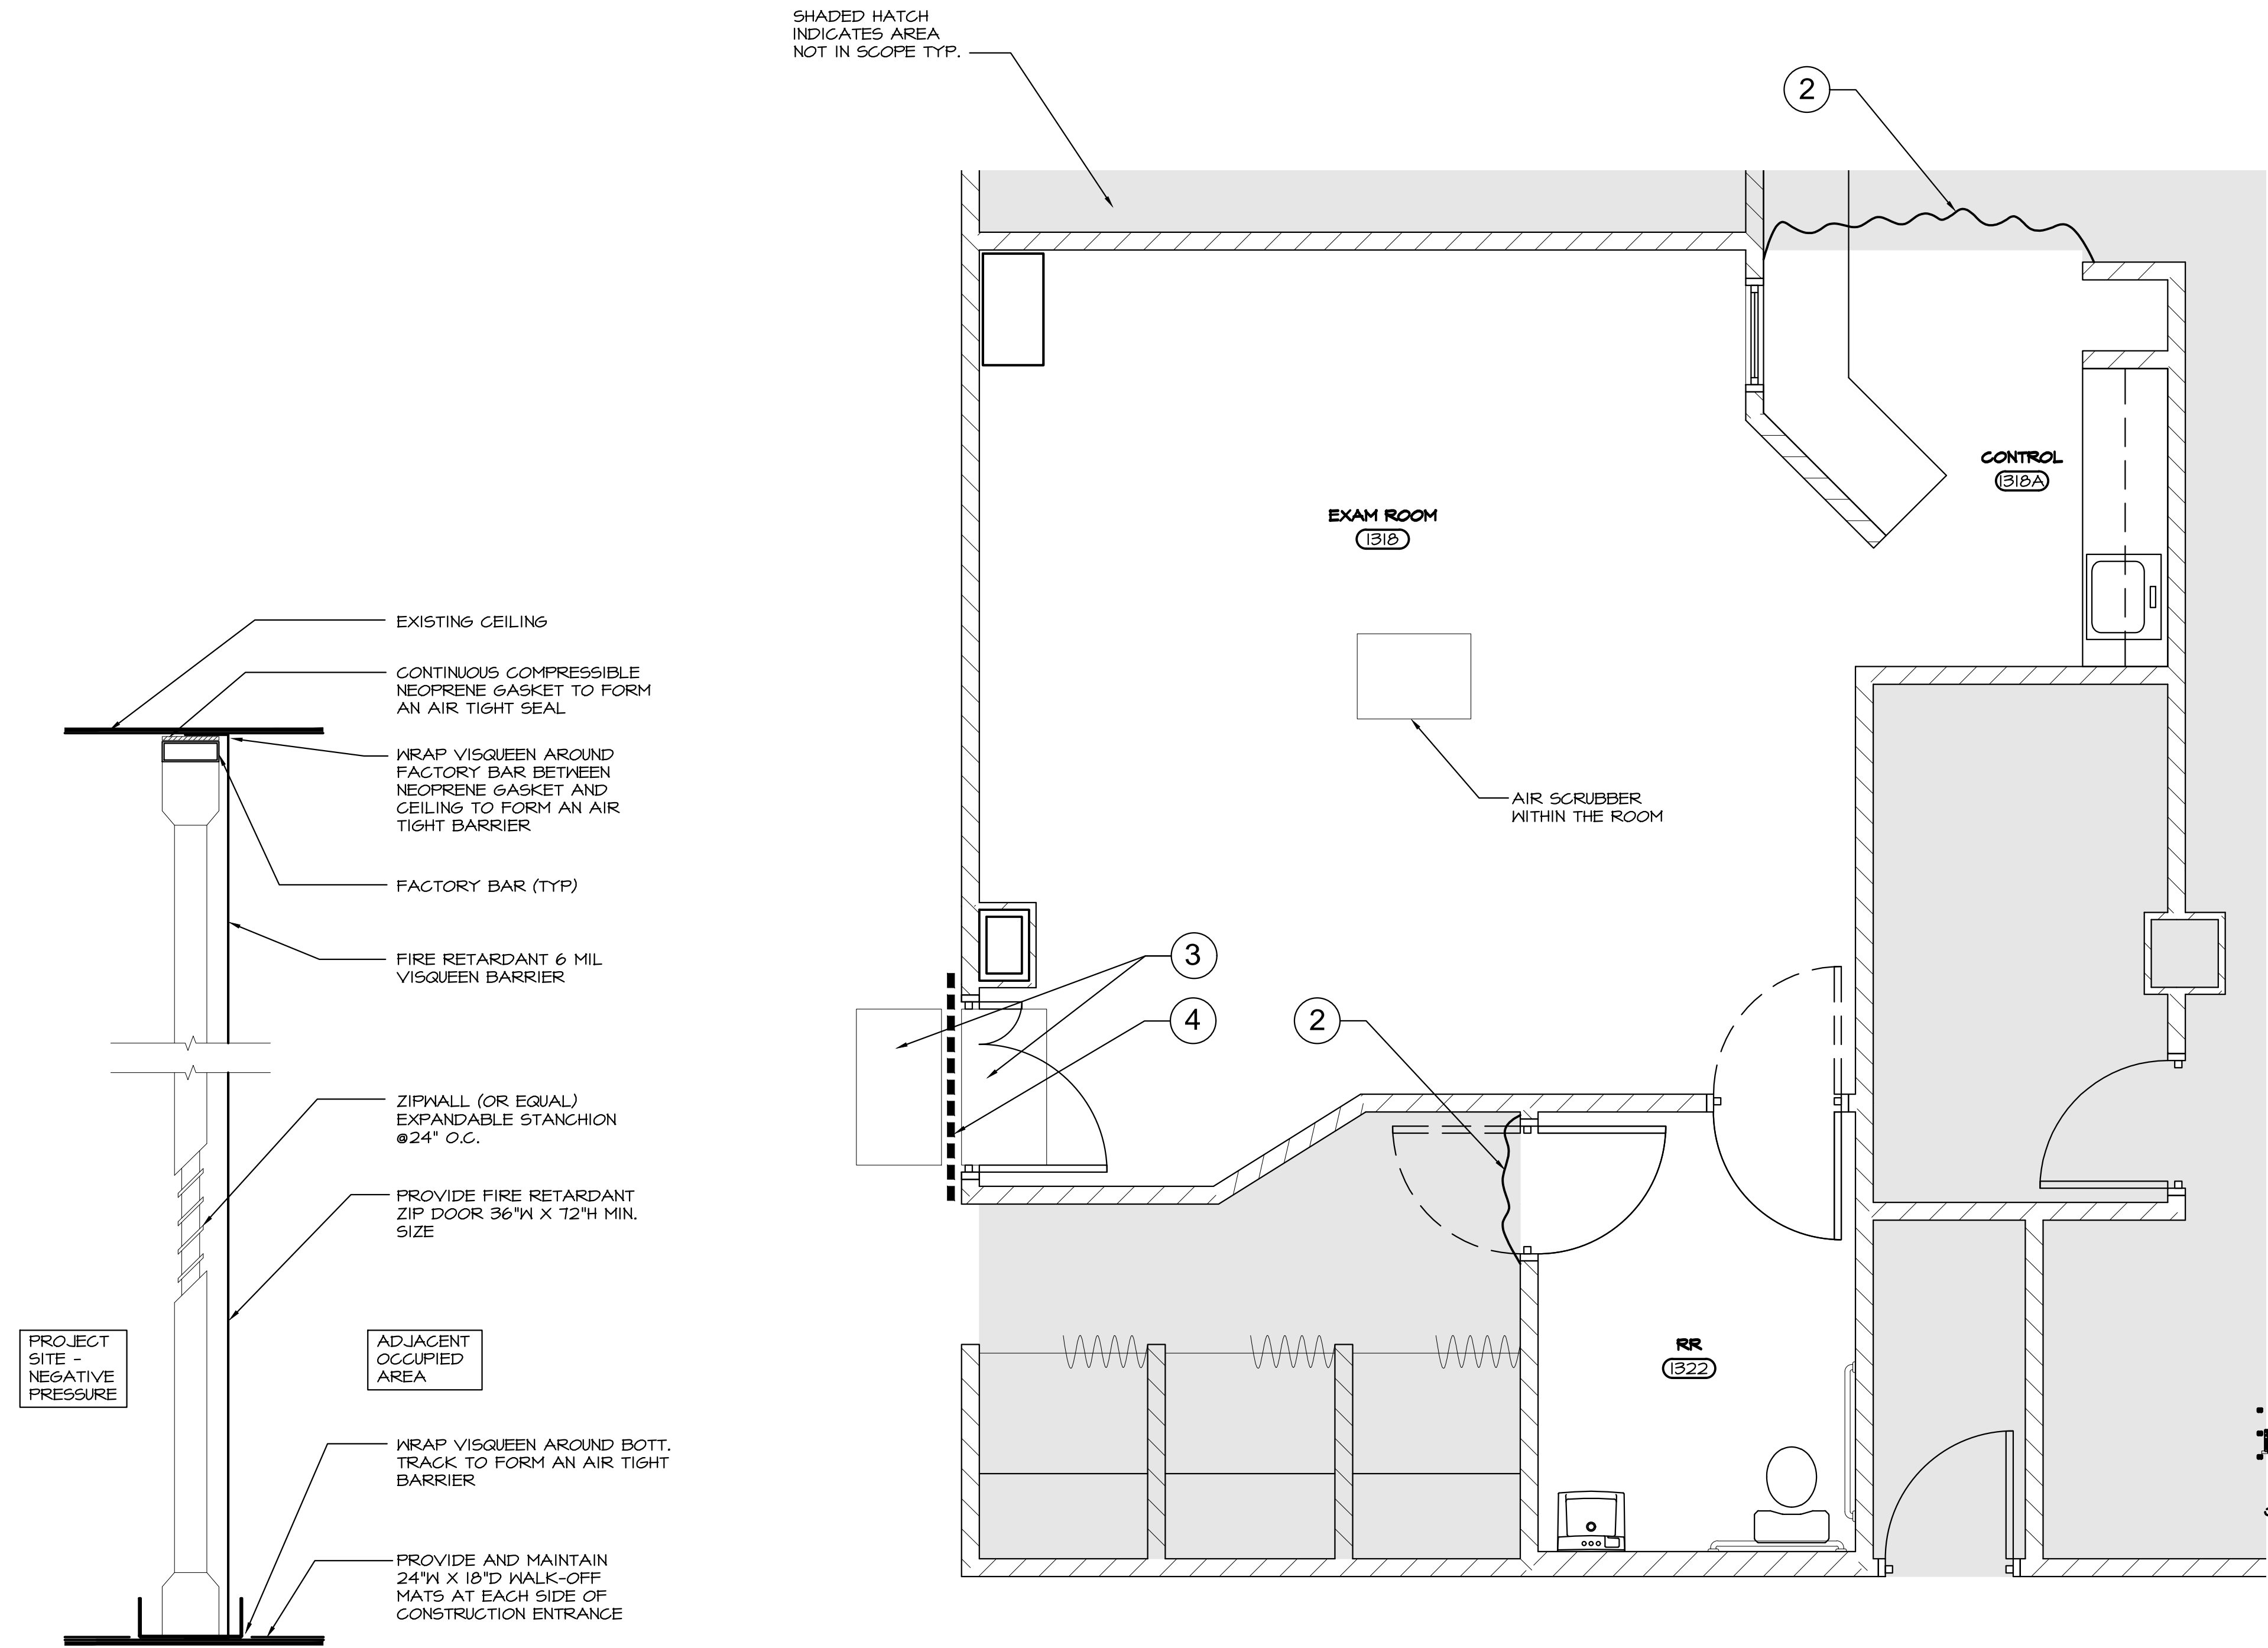 SHADED HATCH
INDICATES AREA
NOT IN SCOPE TYP.
2
EXAM ROOM
1318
CONTROL
1318A
AIR SCRUBBER
WITHIN THE ROOM
3
4
2
RR
1322
EXISTING CEILING
CONTINUOUS COMPRESSIBLE
NEOPRENE GASKET TO FORM
AN AIR TIGHT SEAL
WRAP VISQUEEN AROUND
FACTORY BAR BETWEEN
NEOPRENE GASKET AND
CEILING TO FORM AN AIR
TIGHT BARRIER
FACTORY BAR (TYP)
FIRE RETARDANT 6 MIL
VISQUEEN BARRIER
ZIPWALL (OR EQUAL)
EXPANDABLE STANCHION
@24" O.C.
PROVIDE FIRE RETARDANT
ZIP DOOR 36"W X 72"H MIN.
SIZE
PROJECT
SITE -
NEGATIVE
PRESSURE
ADJACENT
OCCUPIED
AREA
WRAP VISQUEEN AROUND BOTT.
TRACK TO FORM AN AIR TIGHT
BARRIER
PROVIDE AND MAINTAIN
24"W X 18"D WALK-OFF
MATS AT EACH SIDE OF
CONSTRUCTION ENTRANCE